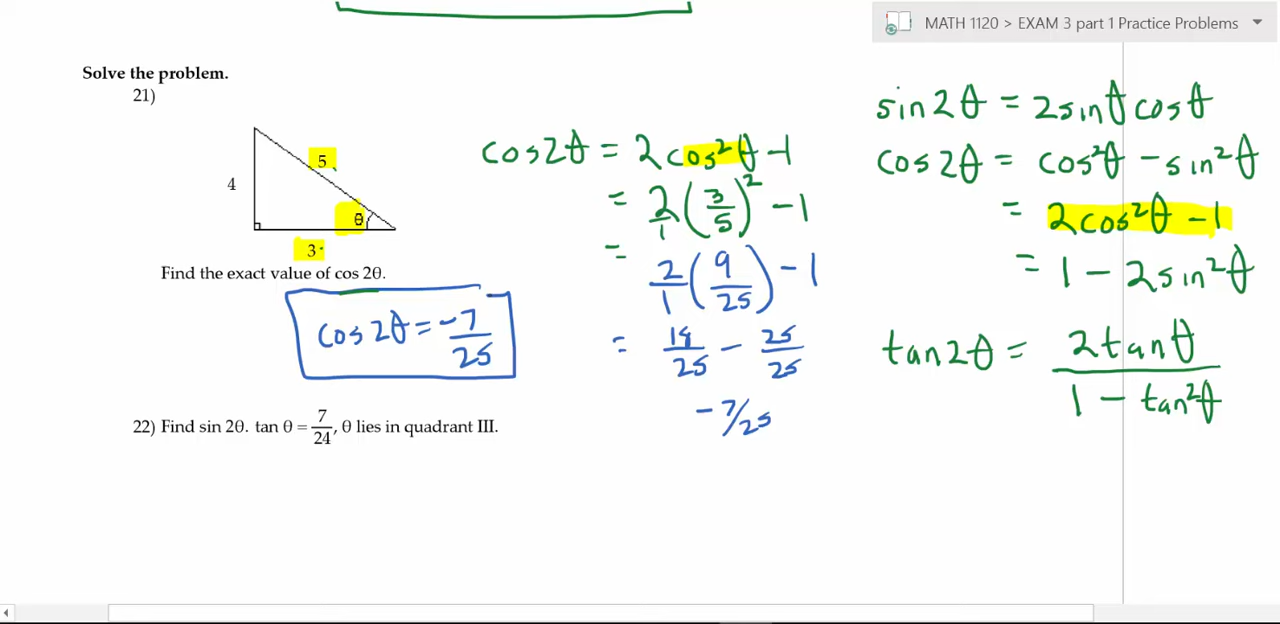 MATH 1120 > EXAM 3 part 1 Practice Problems
Solve the problem.
21)
5
4
θ
3
Find the exact value of cos 2θ.
cos 2θ = -7/25
cos2θ = 2cos²θ - 1
= 2/1 (3/5)² - 1
= 2/1 (9/25) - 1
= 18/25 - 25/25
-7/25
sin 2θ = 2sinθ cosθ
cos 2θ = cos²θ - sin²θ
= 2cos²θ - 1
= 1 - 2sin²θ
tan 2θ = 2tanθ / 1 - tan²θ
22) Find sin 2θ. tan θ = 7/24, θ lies in quadrant III.